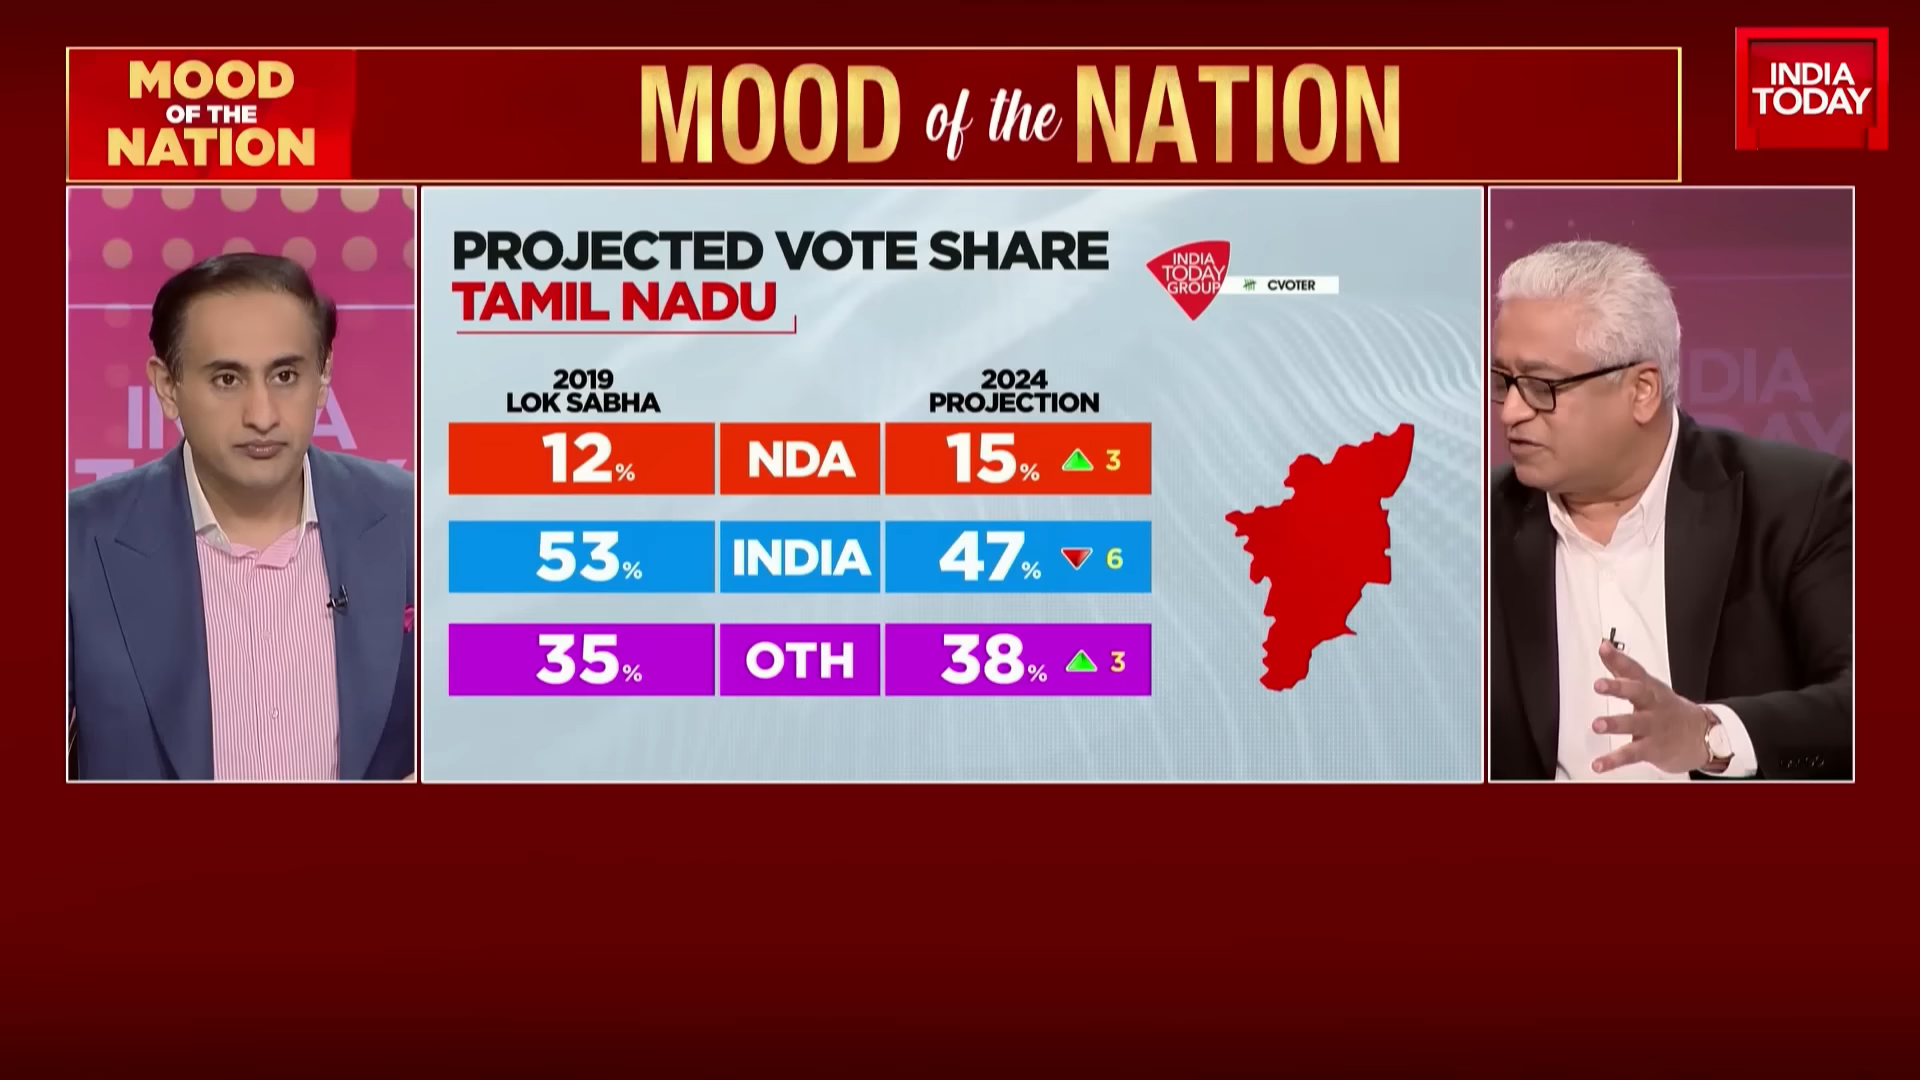 MOOD
OF THE
NATION
MOOD of the NATION
INDIA
TODAY
PROJECTED VOTE SHARE
TAMIL NADU
INDIA
TODAY
GROUP
CVOTER
2019
LOK SABHA
2024
PROJECTION
12% NDA 15% 3
53% INDIA 47% 6
35% OTH 38% 3